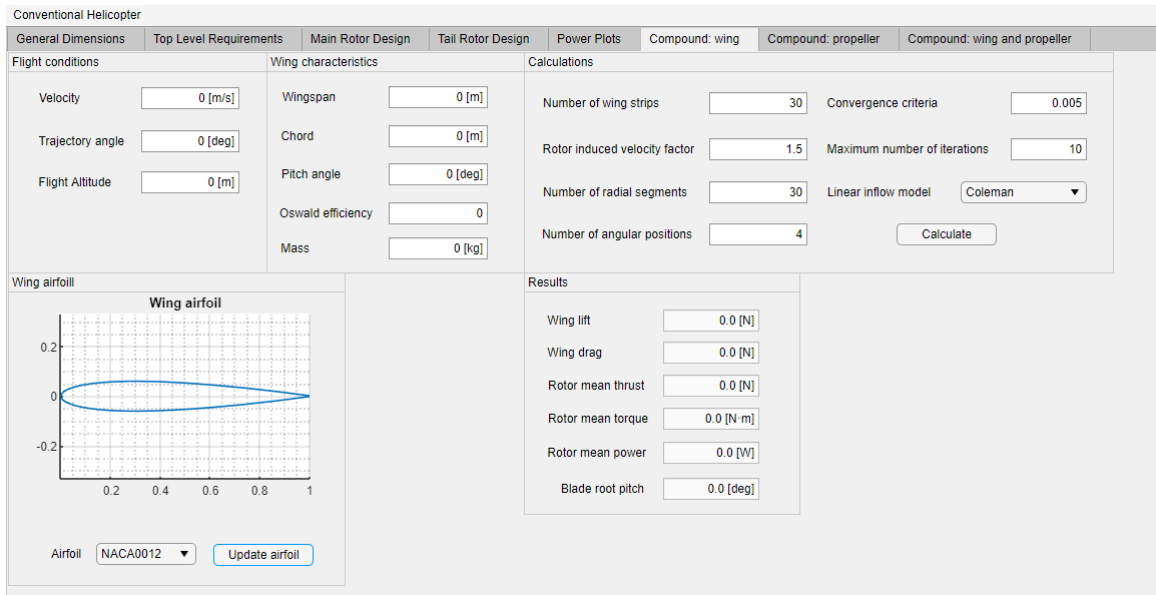 Conventional Helicopter
General Dimensions Top Level Requirements Main Rotor Design Tail Rotor Design Power Plots Compound: wing Compound: propeller Compound: wing and propeller
Flight conditions
Velocity 0 [m/s]
Trajectory angle 0 [deg]
Flight Altitude 0 [m]
Wing characteristics
Wingspan 0 [m]
Chord 0 [m]
Pitch angle 0 [deg]
Oswald efficiency 0
Mass 0 [kg]
Calculations
Number of wing strips 30 Convergence criteria 0.005
Rotor induced velocity factor 1.5 Maximum number of iterations 10
Number of radial segments 30 Linear inflow model Coleman
Number of angular positions 4 Calculate
Wing airfoill
Wing airfoil
0.2
0
-0.2
0.2 0.4 0.6 0.8 1
Airfoil NACA0012 Update airfoil
Results
Wing lift 0.0 [N]
Wing drag 0.0 [N]
Rotor mean thrust 0.0 [N]
Rotor mean torque 0.0 [N·m]
Rotor mean power 0.0 [W]
Blade root pitch 0.0 [deg]